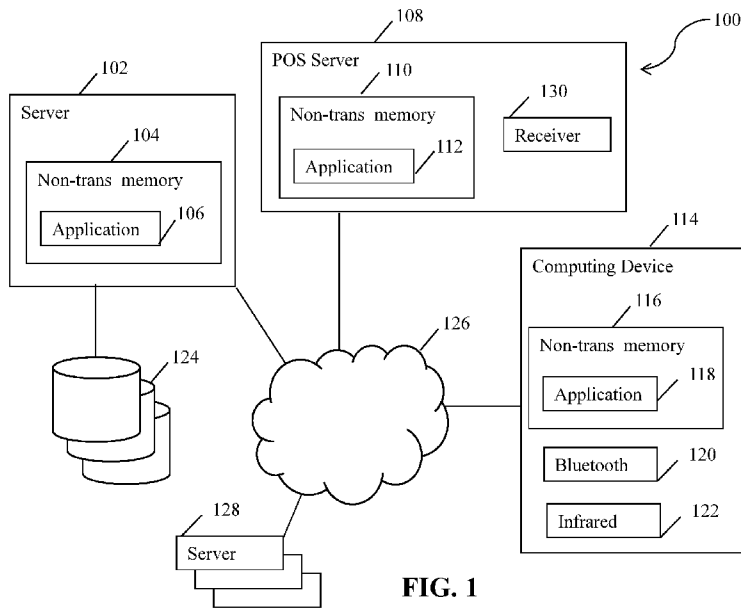 100
108
POS Server
110
Non-trans memory
Application
112
130
Receiver
102
Server
104
Non-trans memory
Application
106
114
Computing Device
116
Non-trans memory
Application
118
Bluetooth
120
Infrared
122
124
126
128
Server
FIG. 1